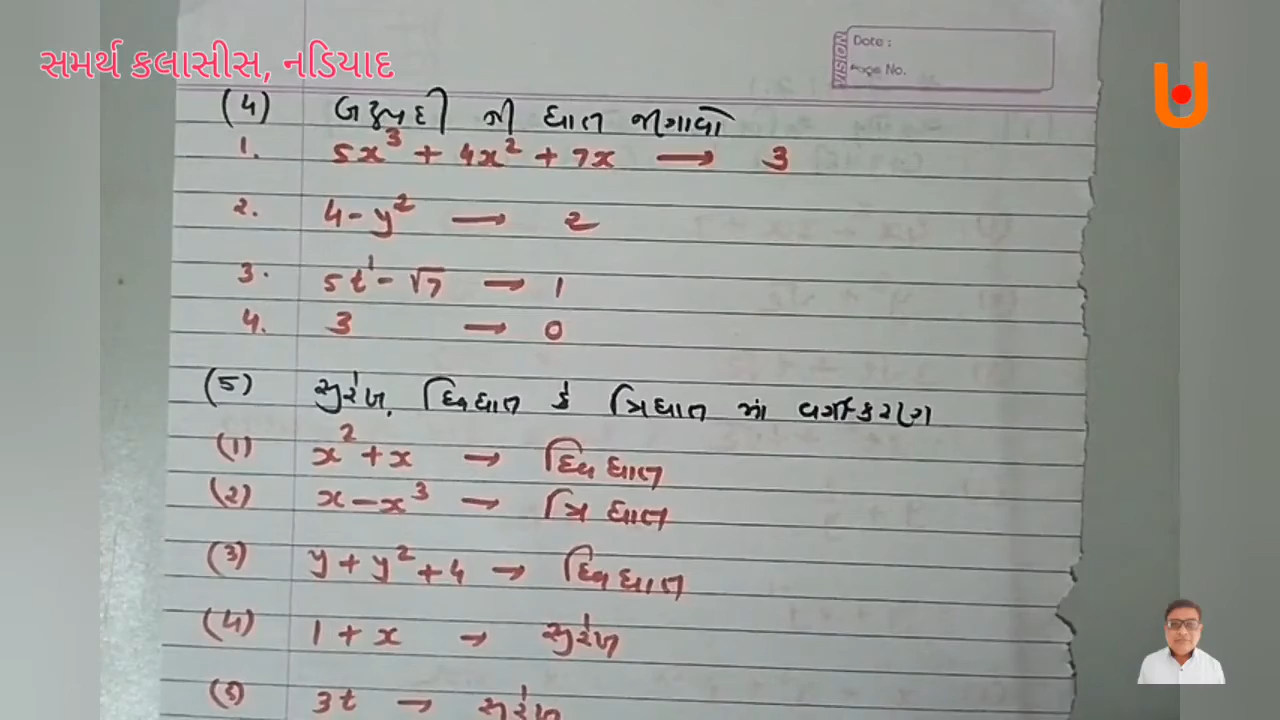 સમર્થ કલાસીસ, નડિયાદ
Date :
Page No.
VISION
(4) બહુપદી ની ઘાત જણાવો
1. 5x³ + 4x² + 7x → 3
2. 4 - y² → 2
3. 5t¹ - √7 → 1
4. 3 → 0
(5) સુરેખ, દ્વિઘાત કે ત્રિઘાત માં વર્ગીકરણ
(1) x² + x → દ્વિઘાત
(2) x - x³ → ત્રિઘાત
(3) y + y² + 4 → દ્વિઘાત
(4) 1 + x → સુરેખ
(5) 3t → સુરેખ